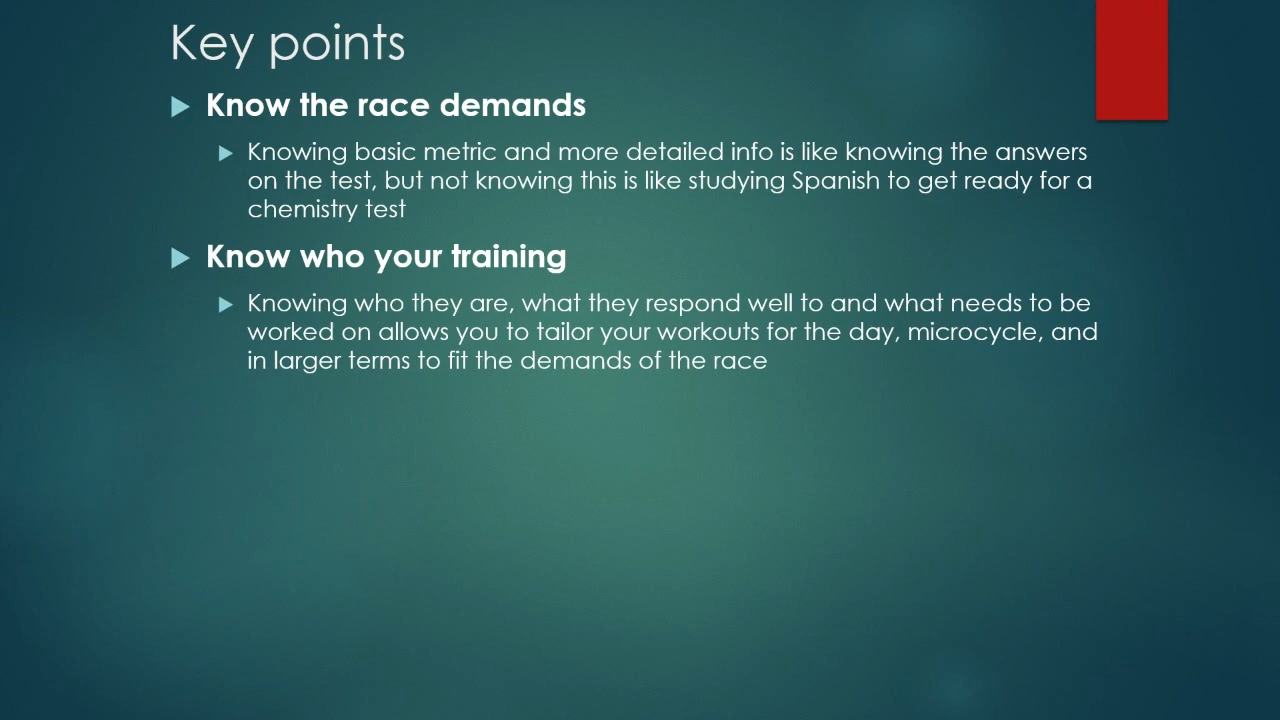 Key points
Know the race demands
Knowing basic metric and more detailed info is like knowing the answers
on the test, but not knowing this is like studying Spanish to get ready for a
chemistry test
Know who your training
Knowing who they are, what they respond well to and what needs to be
worked on allows you to tailor your workouts for the day, microcycle, and
in larger terms to fit the demands of the race